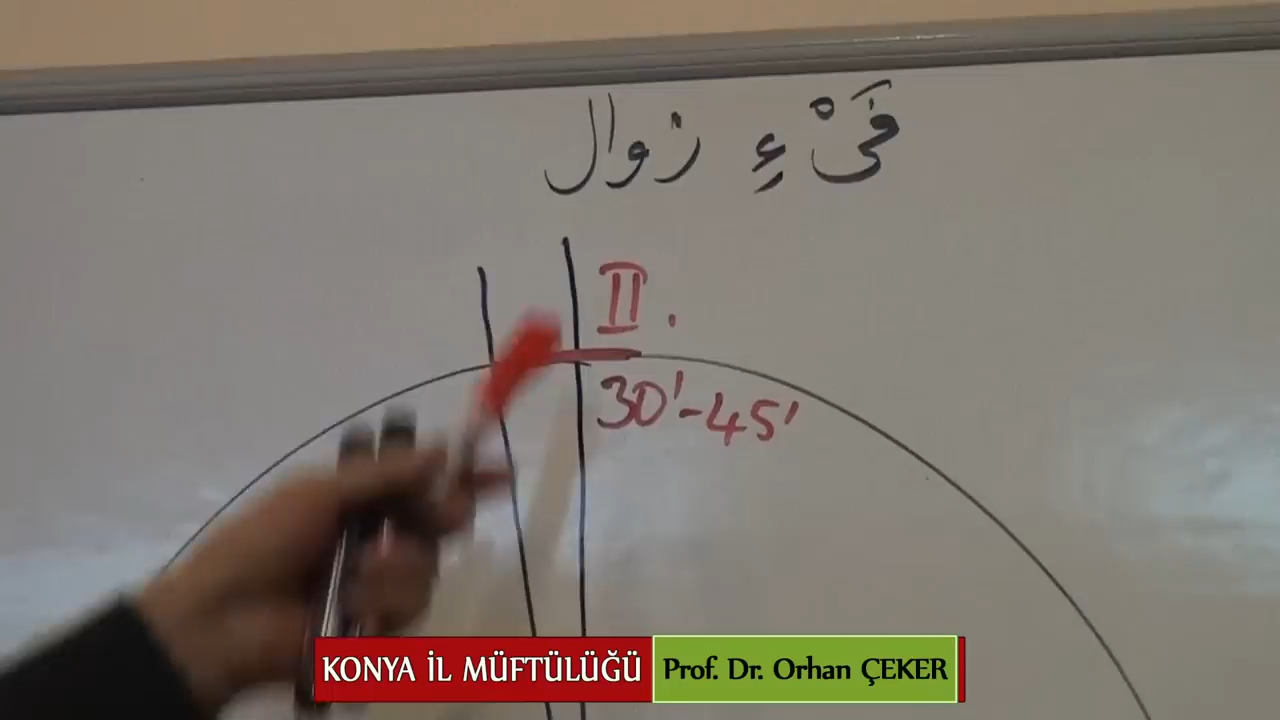 فَىْءِ زوال
II.
30'-45'
KONYA İL MÜFTÜLÜĞÜ Prof. Dr. Orhan ÇEKER